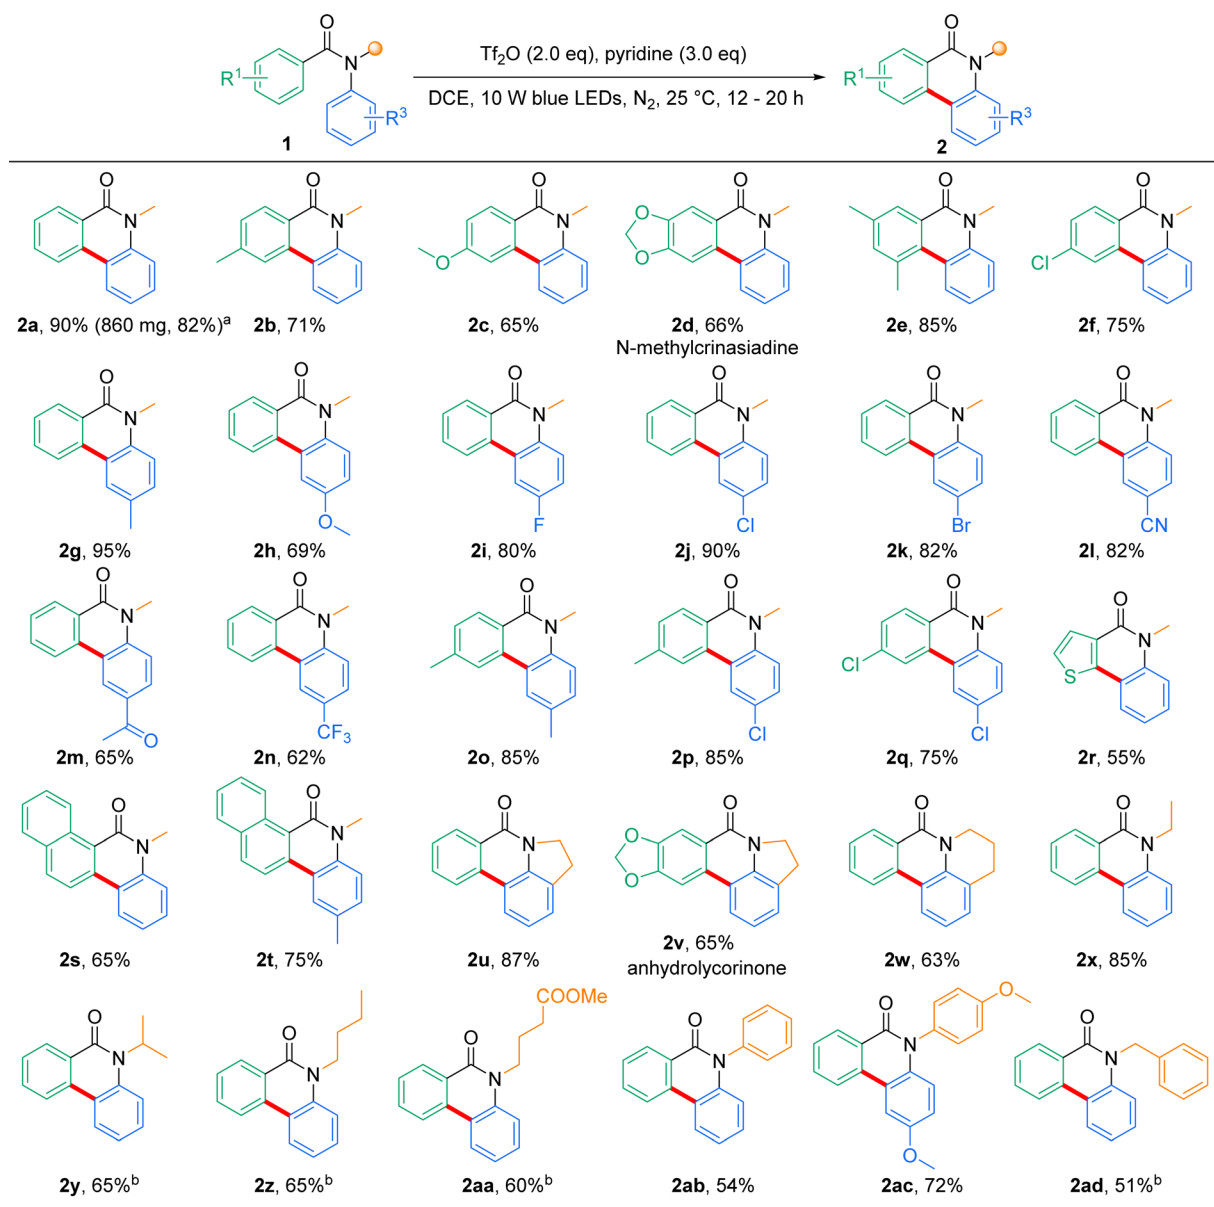 O
N
R¹
R³
1
Tf₂O (2.0 eq), pyridine (3.0 eq)
DCE, 10 W blue LEDs, N₂, 25 °C, 12 - 20 h
O
N
R¹
R³
2
O O O O O O
N N N O O N N Cl N
O
2a, 90% (860 mg, 82%)ᵃ 2b, 71% 2c, 65% 2d, 66% 2e, 85% 2f, 75%
N-methylcrinasiadine
O O O O O O
N N N N N N
O F Cl Br CN
2g, 95% 2h, 69% 2i, 80% 2j, 90% 2k, 82% 2l, 82%
O O O O O O
N N N N N N
Cl S
O CF₃ Cl Cl
2m, 65% 2n, 62% 2o, 85% 2p, 85% 2q, 75% 2r, 55%
O O O O O O
N N N O O N N N
2s, 65% 2t, 75% 2u, 87% 2v, 65% 2w, 63% 2x, 85%
anhydrolycorinone
COOMe O
O O O O O O
N N N N N N
O
2y, 65%ᵇ 2z, 65%ᵇ 2aa, 60%ᵇ 2ab, 54% 2ac, 72% 2ad, 51%ᵇ